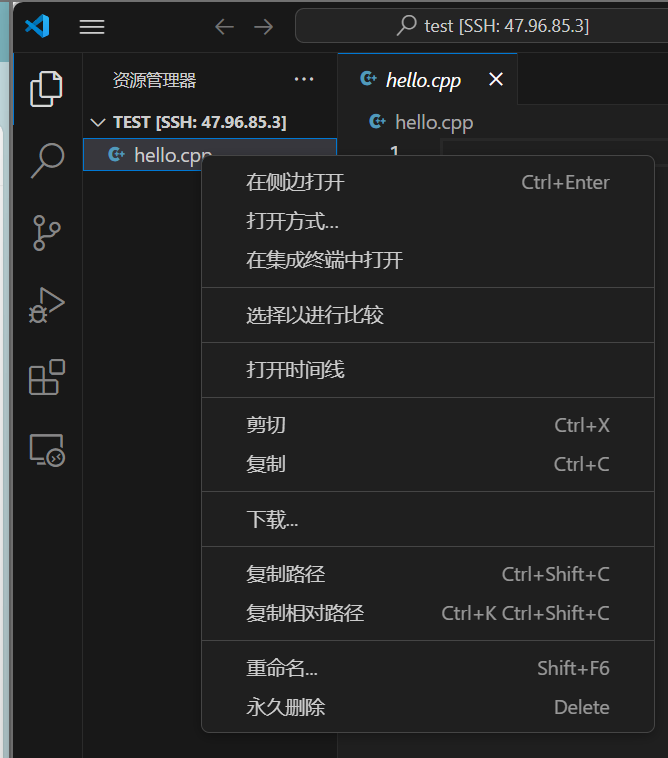 test [SSH: 47.96.85.3]
资源管理器
hello.cpp
TEST [SSH: 47.96.85.3]
hello.cpp
hello.cpp
1
在侧边打开 Ctrl+Enter
打开方式...
在集成终端中打开
选择以进行比较
打开时间线
剪切 Ctrl+X
复制 Ctrl+C
下载...
复制路径 Ctrl+Shift+C
复制相对路径 Ctrl+K Ctrl+Shift+C
重命名... Shift+F6
永久删除 Delete